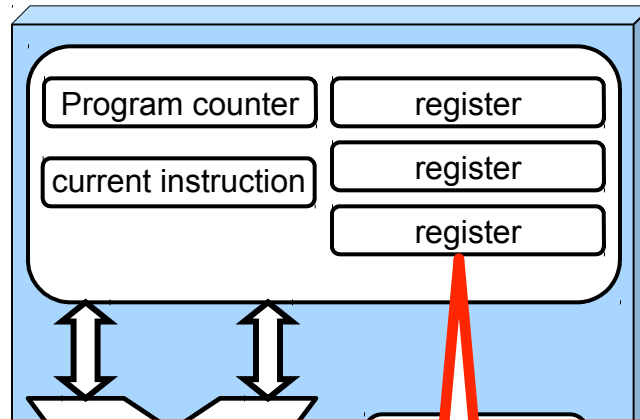 Program counter
current instruction
register
register
register